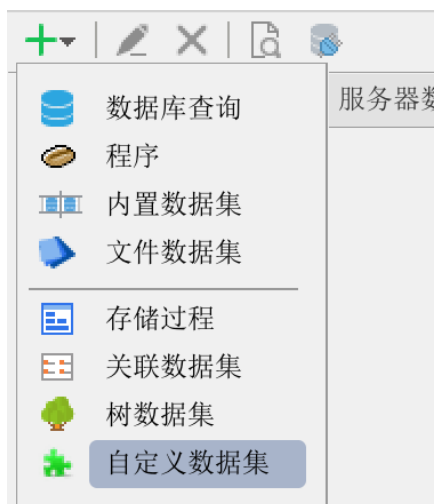 服务器数
数据库查询
程序
内置数据集
文件数据集
存储过程
关联数据集
树数据集
自定义数据集